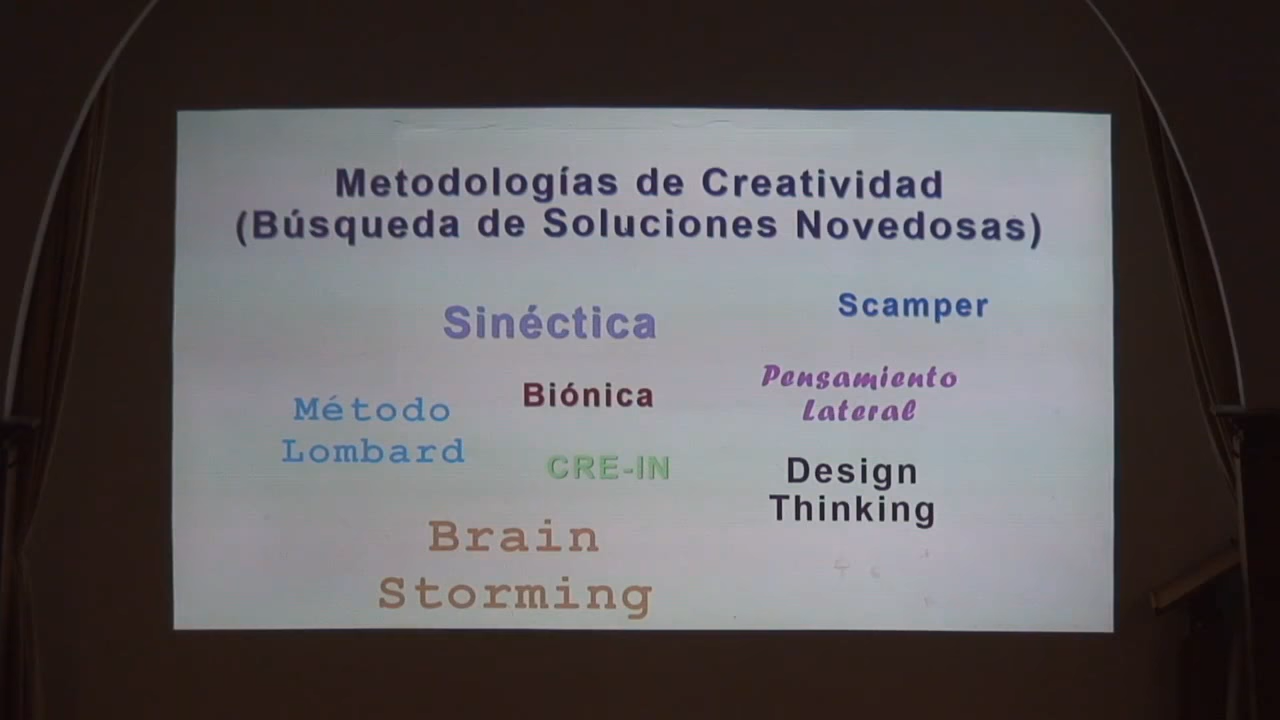 Metodologías de Creatividad
(Búsqueda de Soluciones Novedosas)
Sinéctica
Scamper
Método
Lombard
Biónica
Pensamiento
Lateral
CRE-IN
Design
Thinking
Brain
Storming